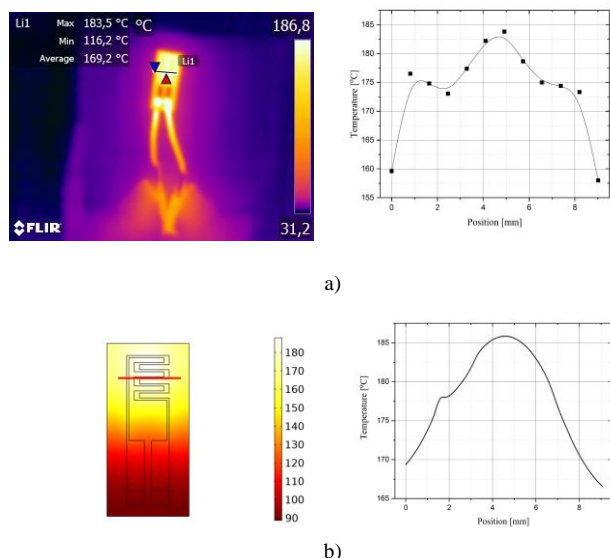 Li1 Max 183,5 °C
Min 116,2 °C
Average 169,2 °C
°C
186,8
Li1
31,2
FLIR
Temperature [°C]
185
180
175
170
165
160
155
0 2 4 6 8
Position [mm]
a)
180
170
160
150
140
130
120
110
100
90
Temperature [°C]
185
180
175
170
165
0 2 4 6 8
Position [mm]
b)